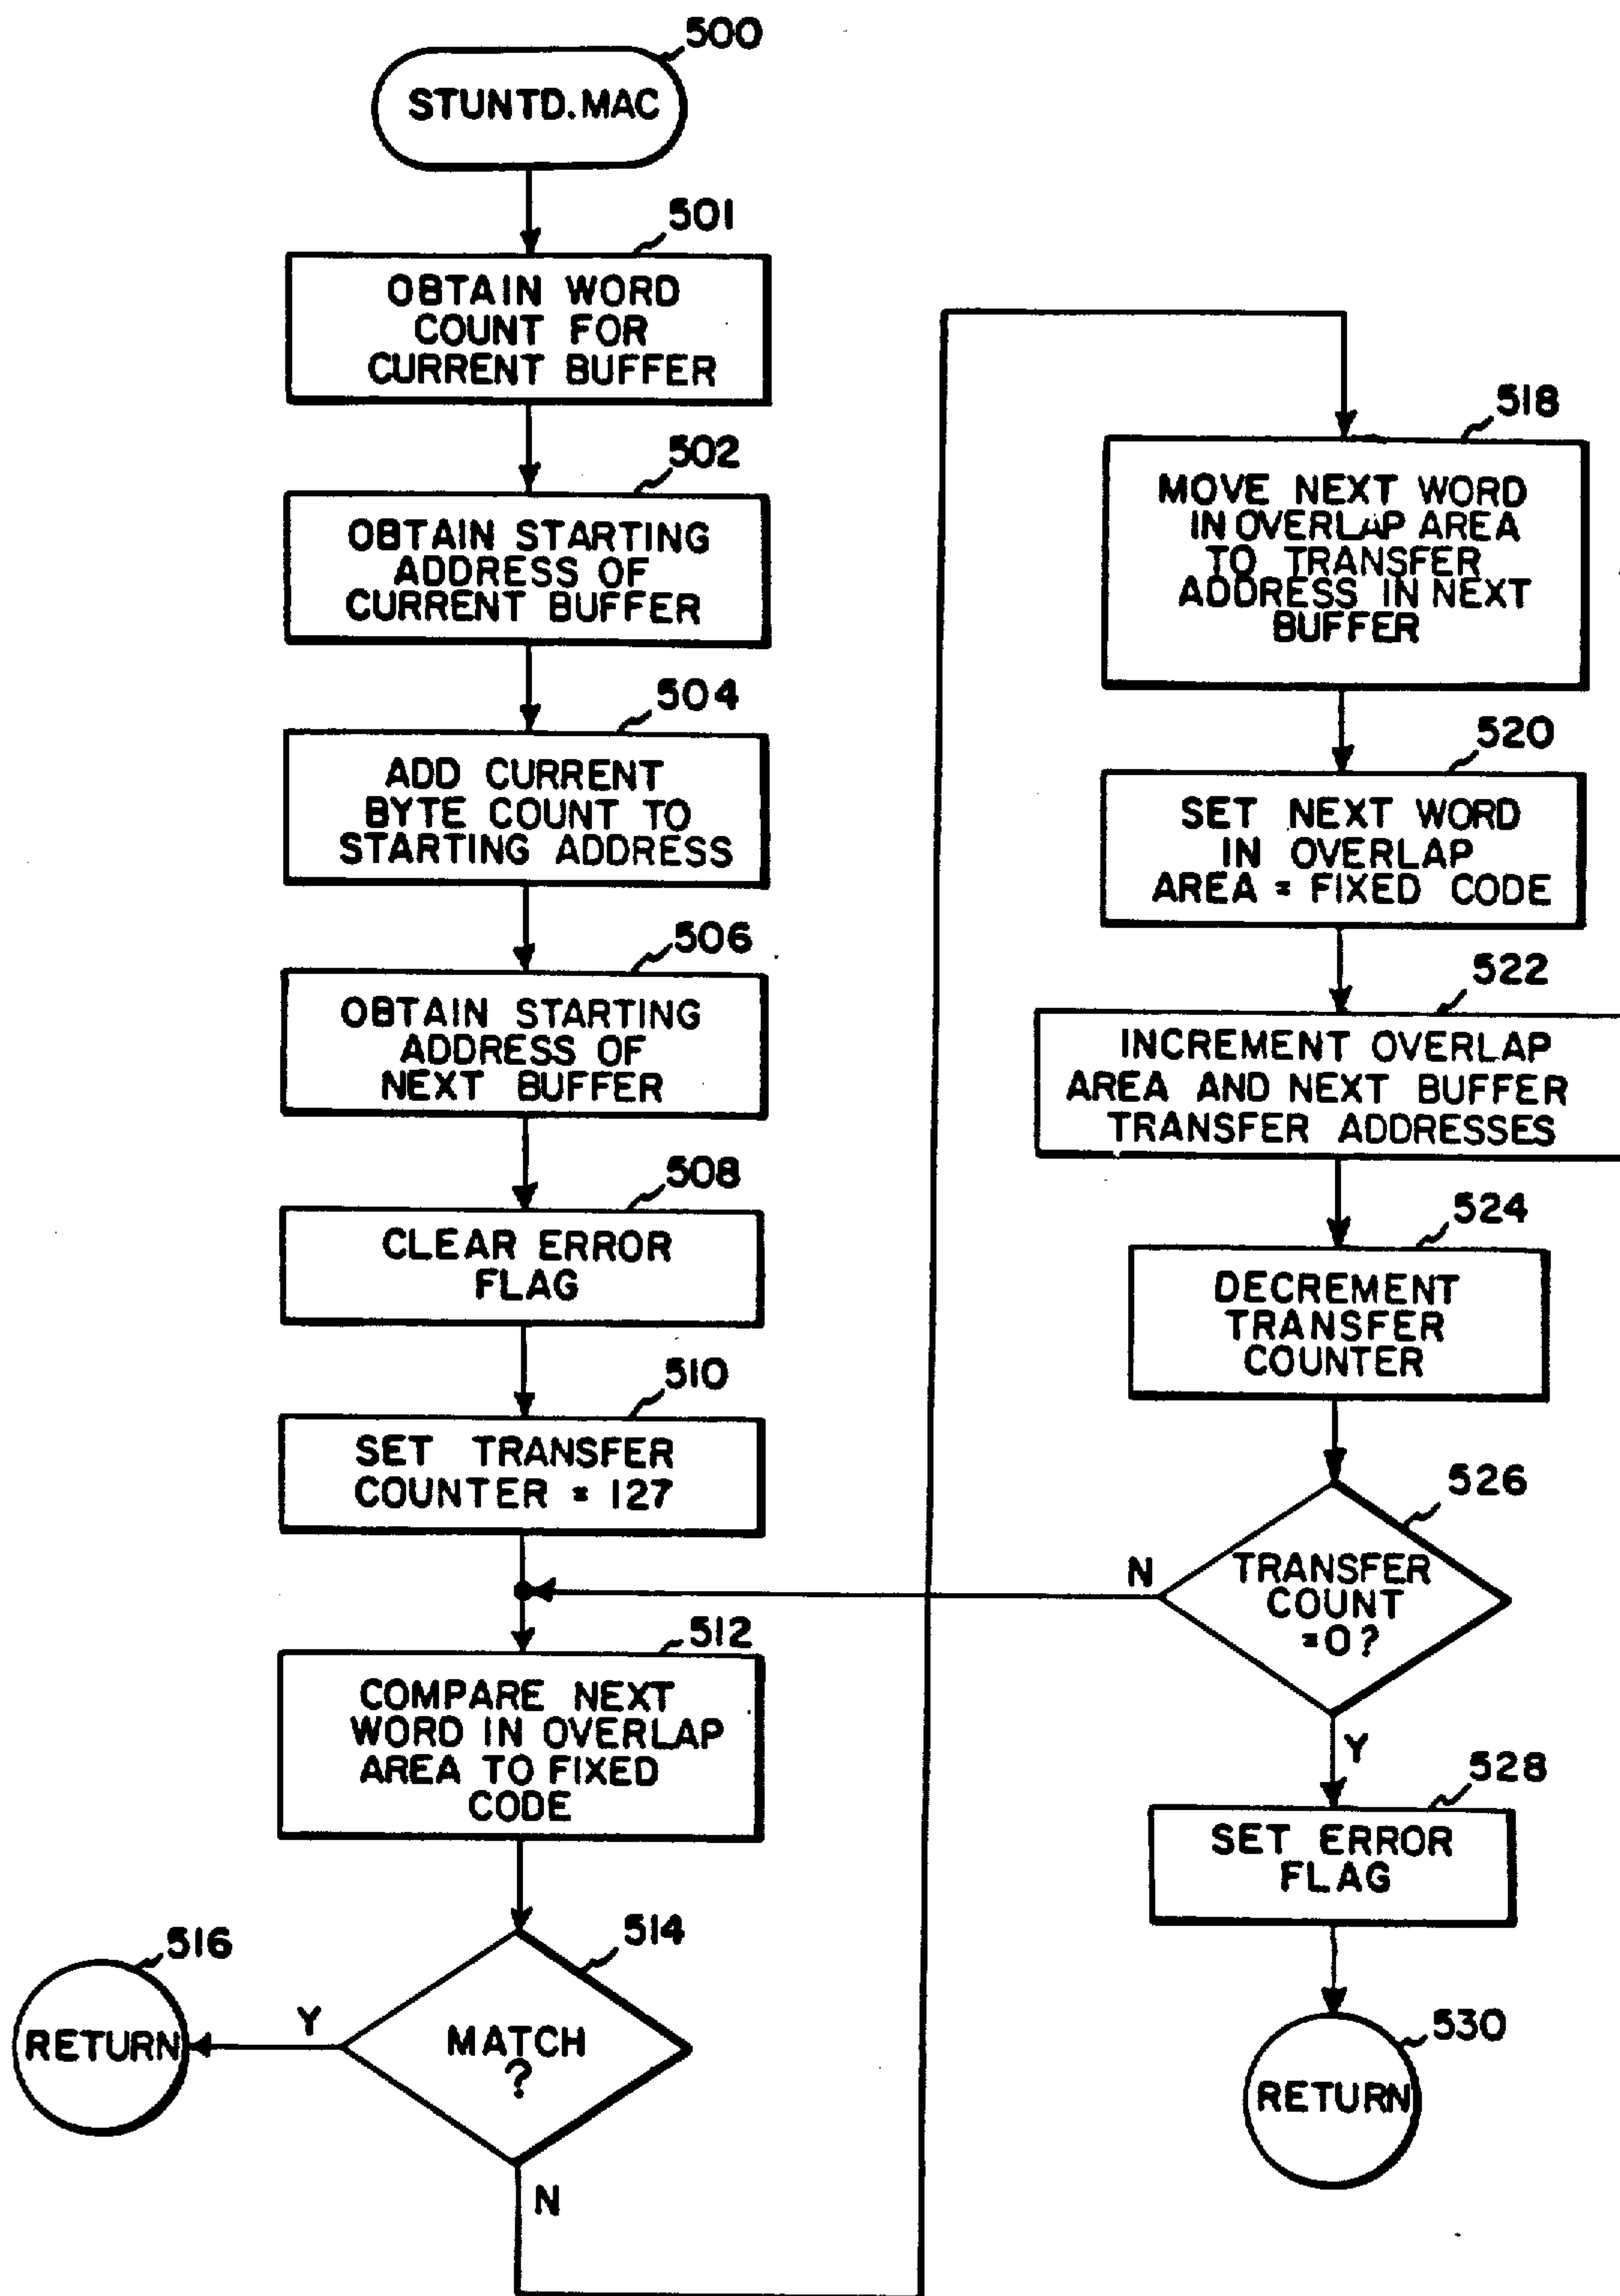 500
STUNTD.MAC
501
OBTAIN WORD
COUNT FOR
CURRENT BUFFER
502
OBTAIN STARTING
ADDRESS OF
CURRENT BUFFER
504
ADD CURRENT
BYTE COUNT TO
STARTING ADDRESS
506
OBTAIN STARTING
ADDRESS OF
NEXT BUFFER
508
CLEAR ERROR
FLAG
510
SET TRANSFER
COUNTER = 127
512
COMPARE NEXT
WORD IN OVERLAP
AREA TO FIXED
CODE
514
MATCH
?
Y
516
RETURN
N
518
MOVE NEXT WORD
IN OVERLAP AREA
TO TRANSFER
ADDRESS IN NEXT
BUFFER
520
SET NEXT WORD
IN OVERLAP
AREA = FIXED CODE
522
INCREMENT OVERLAP
AREA AND NEXT BUFFER
TRANSFER ADDRESSES
524
DECREMENT
TRANSFER
COUNTER
526
TRANSFER
COUNT
=0?
N
Y
528
SET ERROR
FLAG
530
RETURN